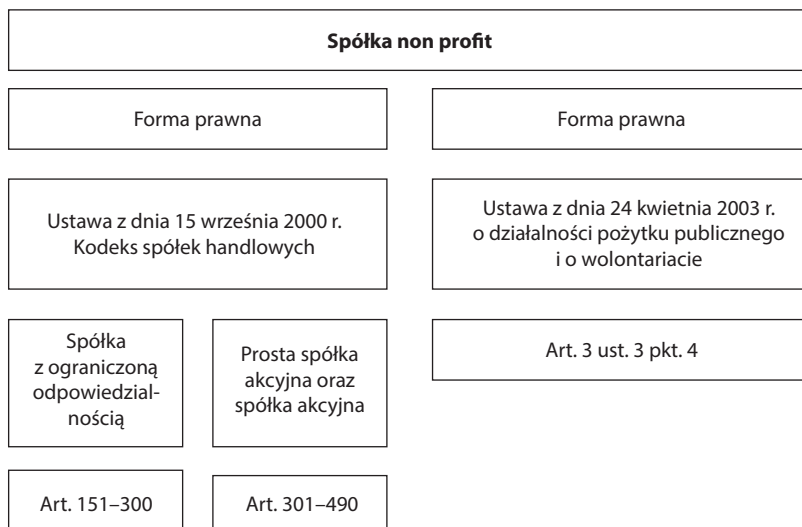 Spółka non profit
Forma prawna
Forma prawna
Ustawa z dnia 15 września 2000 r.
Kodeks spółek handlowych
Ustawa z dnia 24 kwietnia 2003 r.
o działalności pożytku publicznego
i o wolontariacie
Spółka
z ograniczoną
odpowiedzial-
nością
Prosta spółka
akcyjna oraz
spółka akcyjna
Art. 3 ust. 3 pkt. 4
Art. 151–300
Art. 301–490